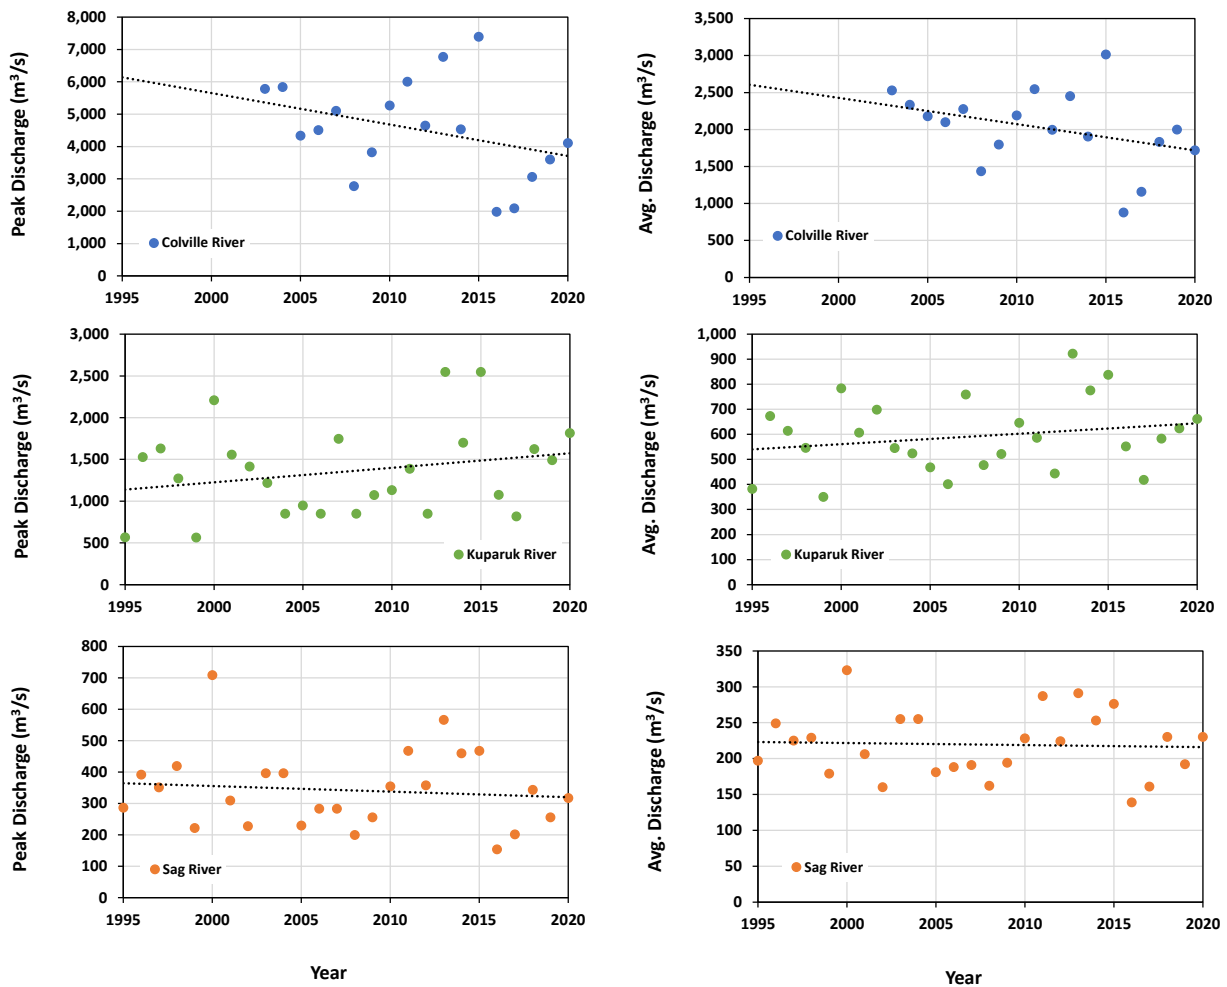 Peak Discharge (m³/s)
8,000
7,000
6,000
5,000
4,000
3,000
2,000
1,000
0
Colville River
1995 2000 2005 2010 2015 2020
Avg. Discharge (m³/s)
3,500
3,000
2,500
2,000
1,500
1,000
500
0
Colville River
1995 2000 2005 2010 2015 2020
Peak Discharge (m³/s)
3,000
2,500
2,000
1,500
1,000
500
0
Kuparuk River
1995 2000 2005 2010 2015 2020
Avg. Discharge (m³/s)
1,000
900
800
700
600
500
400
300
200
100
0
Kuparuk River
1995 2000 2005 2010 2015 2020
Peak Discharge (m³/s)
800
700
600
500
400
300
200
100
0
Sag River
1995 2000 2005 2010 2015 2020
Year
Avg. Discharge (m³/s)
350
300
250
200
150
100
50
0
Sag River
1995 2000 2005 2010 2015 2020
Year